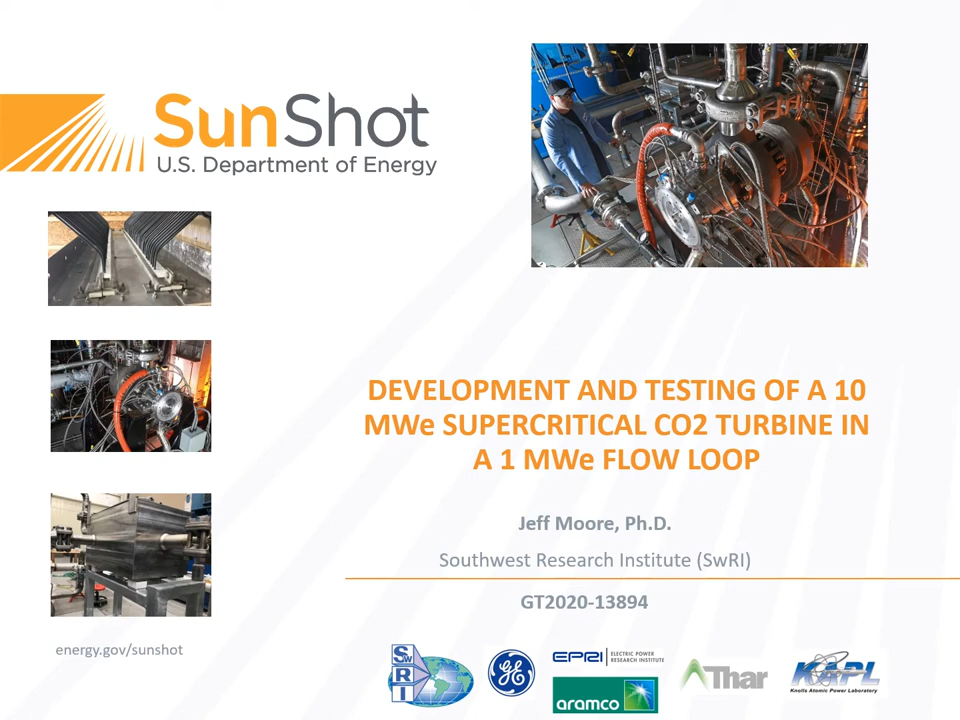 SunShot
U.S. Department of Energy
DEVELOPMENT AND TESTING OF A 10
MWe SUPERCRITICAL CO2 TURBINE IN
A 1 MWe FLOW LOOP
Jeff Moore, Ph.D.
Southwest Research Institute (SwRI)
GT2020-13894
energy.gov/sunshot
SwRI
GE
EPRI ELECTRIC POWER
RESEARCH INSTITUTE
aramco
Thar
KAPL
Knolls Atomic Power Laboratory